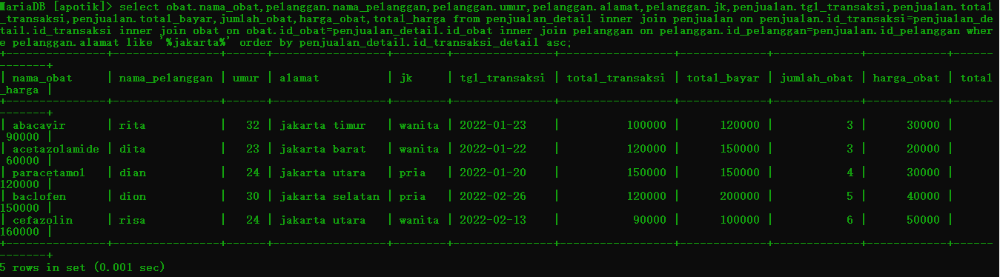 MariaDB [apotik]> select obat.nama_obat,pelanggan.nama_pelanggan,pelanggan.umur,pelanggan.alamat,pelanggan.jk,penjualan.tgl_transaksi,penjualan.total
_transaksi,penjualan.total_bayar,jumlah_obat,harga_obat,total_harga from penjualan_detail inner join penjualan on penjualan.id_transaksi=penjualan_de
tail.id_transaksi inner join obat on obat.id_obat=penjualan_detail.id_obat inner join pelanggan on pelanggan.id_pelanggan=penjualan.id_pelanggan wher
e pelanggan.alamat like '%jakarta%' order by penjualan_detail.id_transaksi_detail asc;
+---------------+----------------+------+-----------------+--------+---------------+-----------------+-------------+-------------+------------+------
-------+
| nama_obat     | nama_pelanggan | umur | alamat          | jk     | tgl_transaksi | total_transaksi | total_bayar | jumlah_obat | harga_obat | total
_harga |
+---------------+----------------+------+-----------------+--------+---------------+-----------------+-------------+-------------+------------+------
-------+
| abacavir      | rita           |   32 | jakarta timur   | wanita | 2022-01-23    |          100000 |      120000 |           3 |      30000 |
 90000 |
| acetazolamide | dita           |   23 | jakarta barat   | wanita | 2022-01-22    |          120000 |      150000 |           3 |      20000 |
 60000 |
| paracetamol   | dian           |   24 | jakarta utara   | pria   | 2022-01-20    |          150000 |      150000 |           4 |      30000 |
120000 |
| baclofen      | dion           |   30 | jakarta selatan | pria   | 2022-02-26    |          120000 |      200000 |           5 |      40000 |
150000 |
| cefazolin     | risa           |   24 | jakarta utara   | wanita | 2022-02-13    |           90000 |      100000 |           6 |      50000 |
160000 |
+---------------+----------------+------+-----------------+--------+---------------+-----------------+-------------+-------------+------------+------
-------+
5 rows in set (0.001 sec)